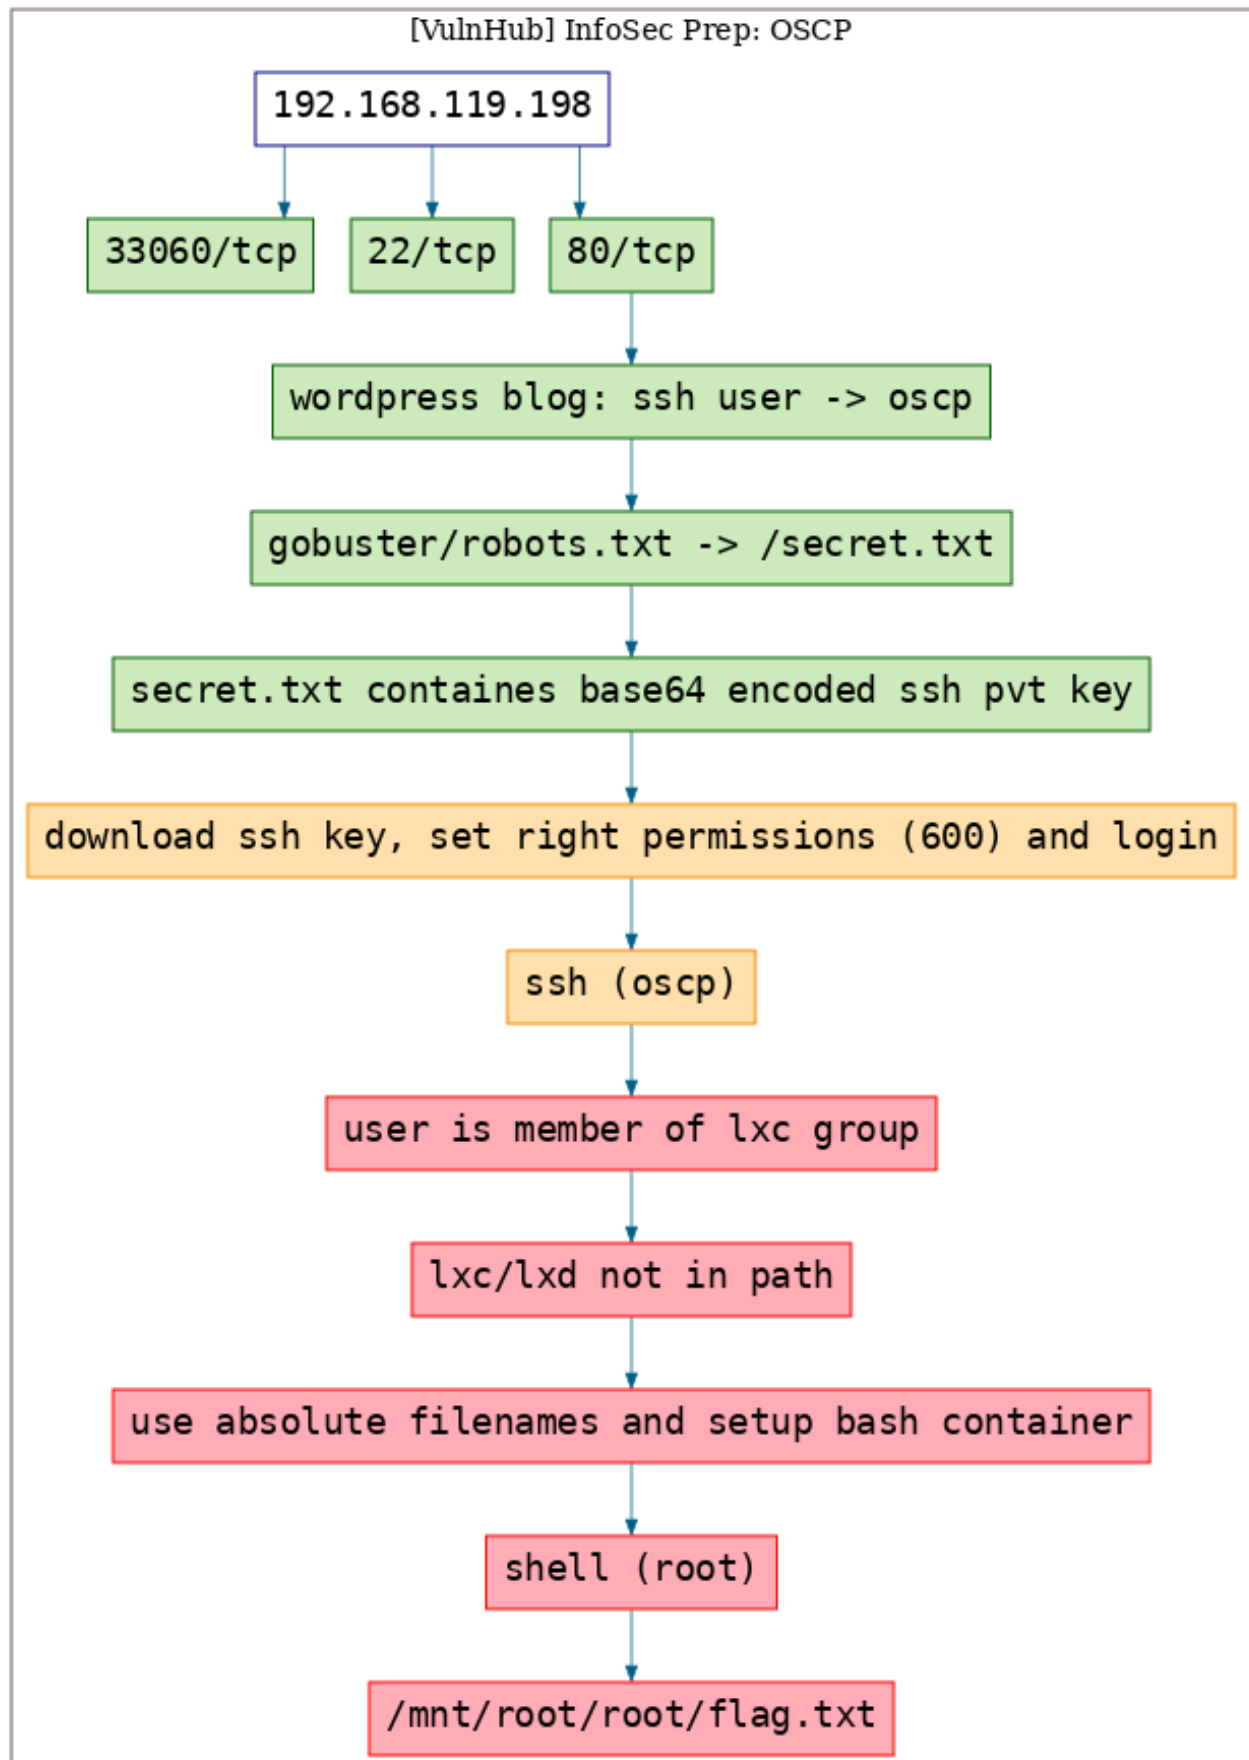 [VulnHub] InfoSec Prep: OSCP
192.168.119.198
33060/tcp
22/tcp
80/tcp
wordpress blog: ssh user -> oscp
gobuster/robots.txt -> /secret.txt
secret.txt containes base64 encoded ssh pvt key
download ssh key, set right permissions (600) and login
ssh (oscp)
user is member of lxc group
lxc/lxd not in path
use absolute filenames and setup bash container
shell (root)
/mnt/root/root/flag.txt